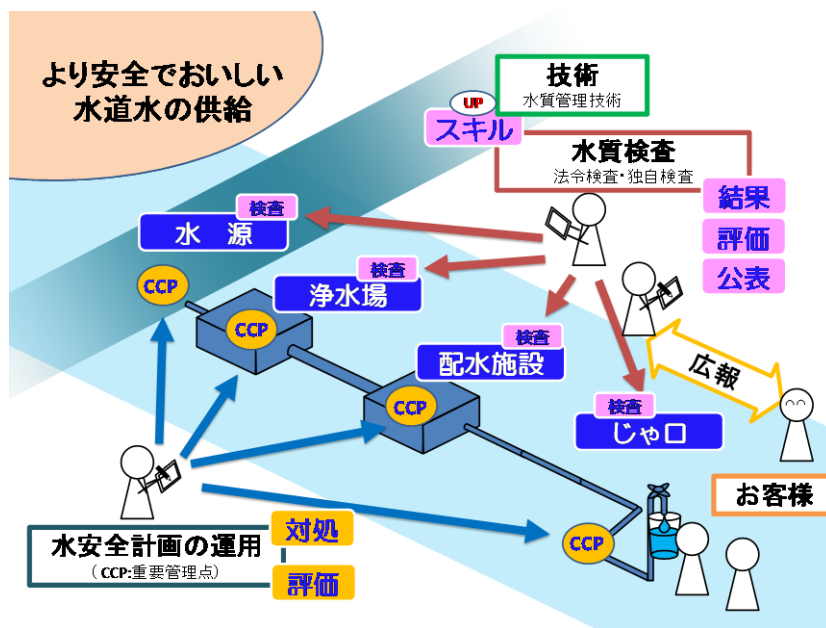 より安全でおいしい
水道水の供給
技術
水質管理技術
UP
スキル
水質検査
法令検査・独自検査
結果
評価
公表
検査
水 源
検査
浄水場
検査
配水施設
検査
じゃ口
CCP
CCP
CCP
CCP
広報
お客様
水安全計画の運用
(CCP:重要管理点)
対処
評価